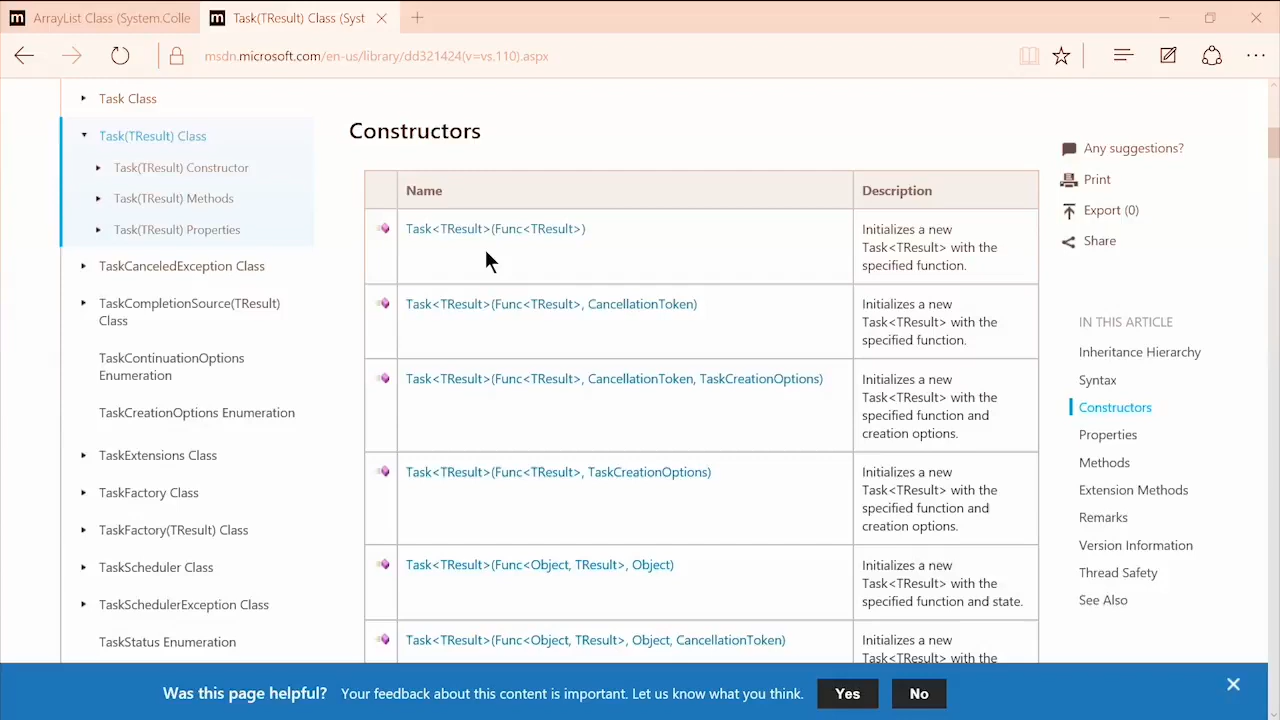 ArrayList Class (System.Colle
Task(TResult) Class (Syst
msdn.microsoft.com/en-us/library/dd321424(v=vs.110).aspx
Task Class
Task(TResult) Class
Task(TResult) Constructor
Task(TResult) Methods
Task(TResult) Properties
TaskCanceledException Class
TaskCompletionSource(TResult)
Class
TaskContinuationOptions
Enumeration
TaskCreationOptions Enumeration
TaskExtensions Class
TaskFactory Class
TaskFactory(TResult) Class
TaskScheduler Class
TaskSchedulerException Class
TaskStatus Enumeration
Constructors
Name
Description
Task<TResult>(Func<TResult>)
Initializes a new
Task<TResult> with the
specified function.
Task<TResult>(Func<TResult>, CancellationToken)
Initializes a new
Task<TResult> with the
specified function.
Task<TResult>(Func<TResult>, CancellationToken, TaskCreationOptions)
Initializes a new
Task<TResult> with the
specified function and
creation options.
Task<TResult>(Func<TResult>, TaskCreationOptions)
Initializes a new
Task<TResult> with the
specified function and
creation options.
Task<TResult>(Func<Object, TResult>, Object)
Initializes a new
Task<TResult> with the
specified function and state.
Task<TResult>(Func<Object, TResult>, Object, CancellationToken)
Initializes a new
Task<TResult> with the
Any suggestions?
Print
Export (0)
Share
IN THIS ARTICLE
Inheritance Hierarchy
Syntax
Constructors
Properties
Methods
Extension Methods
Remarks
Version Information
Thread Safety
See Also
Was this page helpful?
Your feedback about this content is important. Let us know what you think.
Yes
No